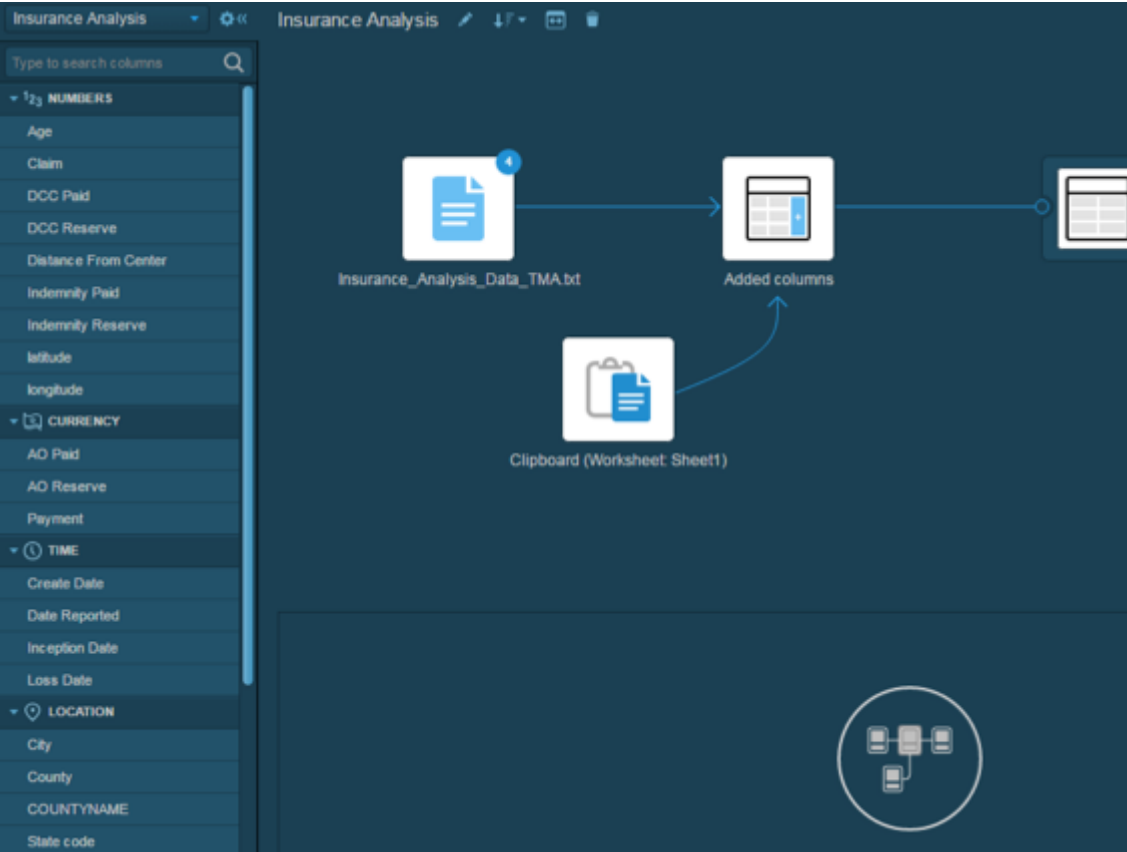 Insurance Analysis
Insurance Analysis
Type to search columns
123 NUMBERS
Age
Claim
DCC Paid
DCC Reserve
Distance From Center
Indemnity Paid
Indemnity Reserve
latitude
longitude
CURRENCY
AO Paid
AO Reserve
Payment
TIME
Create Date
Date Reported
Inception Date
Loss Date
LOCATION
City
County
COUNTYNAME
State code
4
Insurance_Analysis_Data_TMA.txt
Added columns
Clipboard (Worksheet: Sheet1)